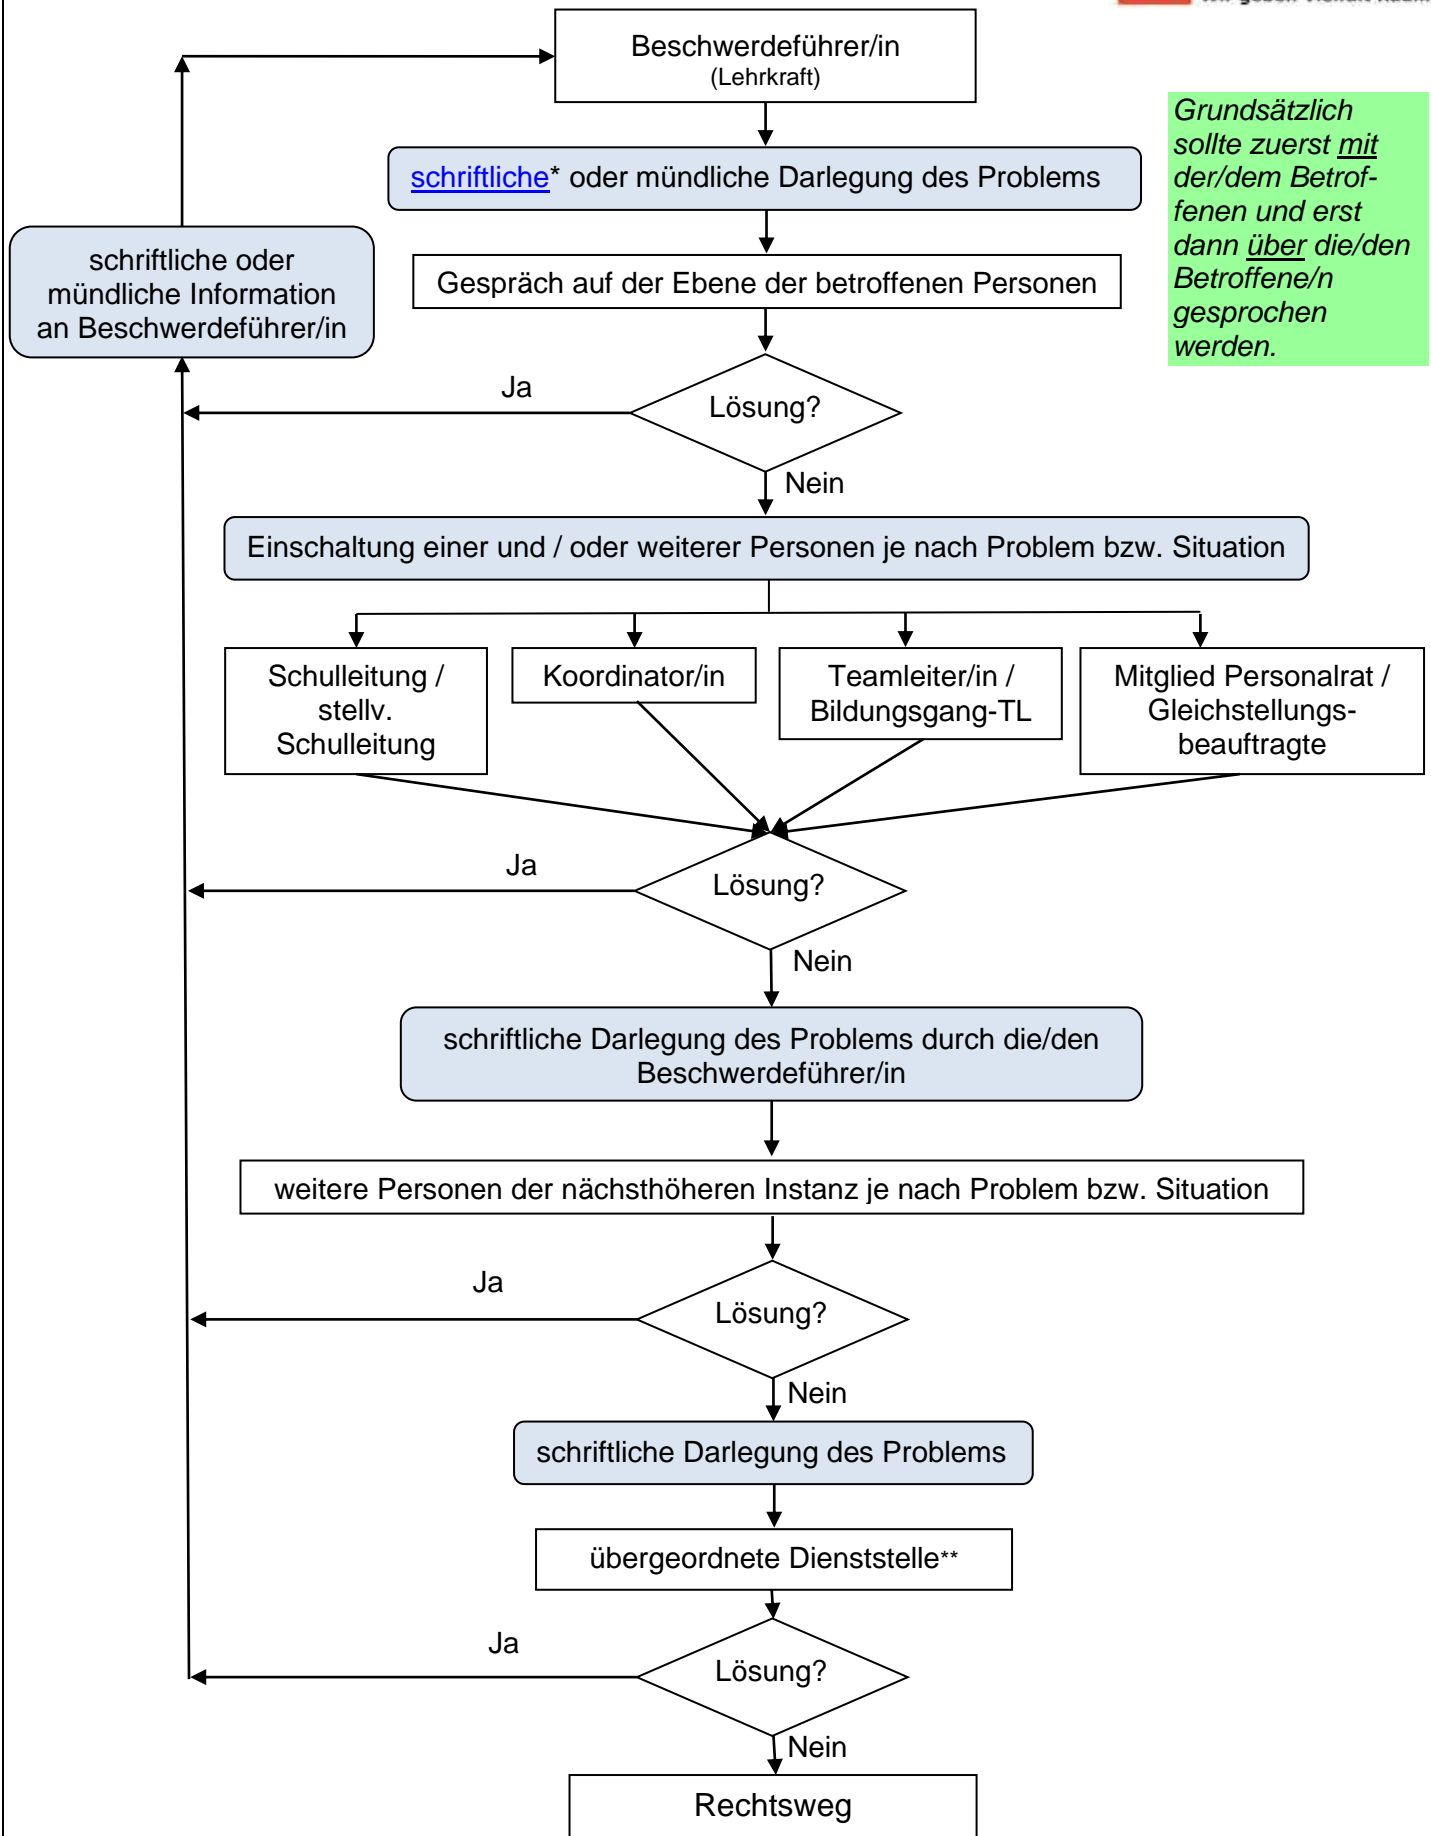 Beschwerdeführer/in
(Lehrkraft)
Grundsätzlich
sollte zuerst mit
der/dem Betrof-
fenen und erst
dann über die/den
Betroffene/n
gesprochen
werden.
schriftliche* oder mündliche Darlegung des Problems
schriftliche oder
mündliche Information
an Beschwerdeführer/in
Gespräch auf der Ebene der betroffenen Personen
Ja
Lösung?
Nein
Einschaltung einer und / oder weiterer Personen je nach Problem bzw. Situation
Schulleitung /
stellv.
Schulleitung
Koordinator/in
Teamleiter/in /
Bildungsgang-TL
Mitglied Personalrat /
Gleichstellungs-
beauftragte
Ja
Lösung?
Nein
schriftliche Darlegung des Problems durch die/den
Beschwerdeführer/in
weitere Personen der nächsthöheren Instanz je nach Problem bzw. Situation
Ja
Lösung?
Nein
schriftliche Darlegung des Problems
übergeordnete Dienststelle**
Ja
Lösung?
Nein
Rechtsweg